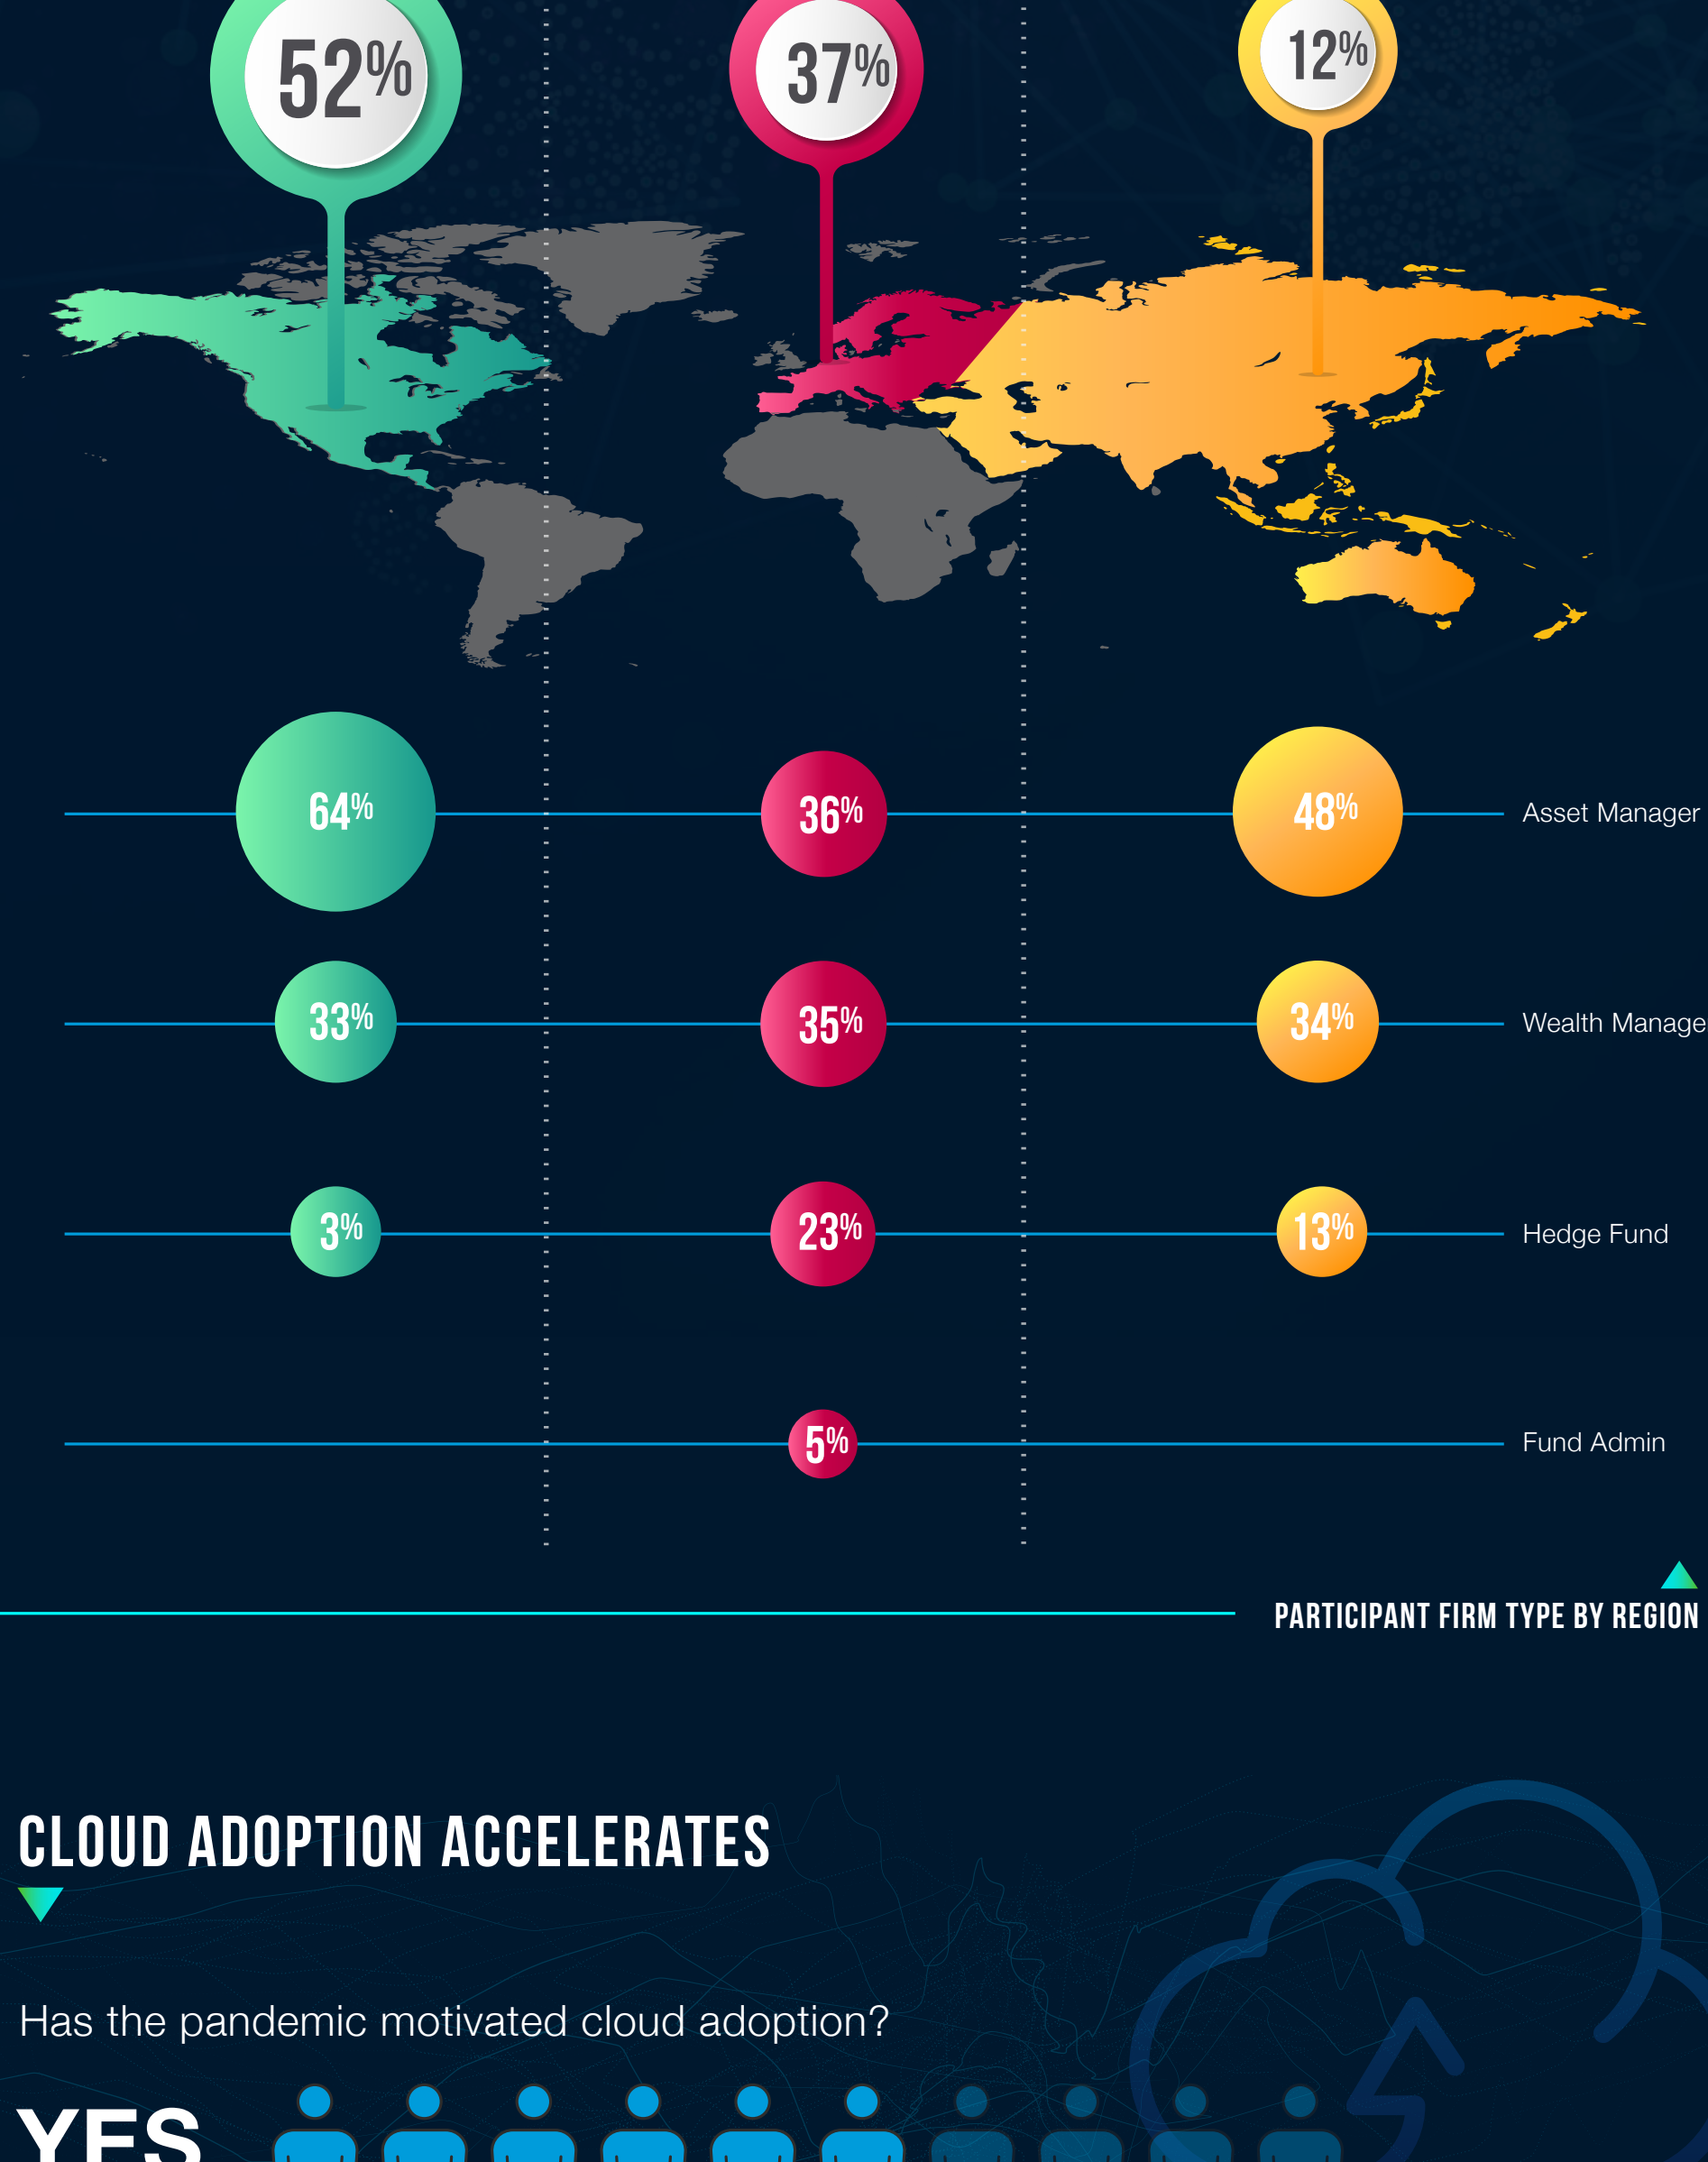 52% 37% 12%
64% 36% 48% Asset Manager
33% 35% 34% Wealth Manage
3% 23% 13% Hedge Fund
5% Fund Admin
PARTICIPANT FIRM TYPE BY REGION
CLOUD ADOPTION ACCELERATES
Has the pandemic motivated cloud adoption?
YES